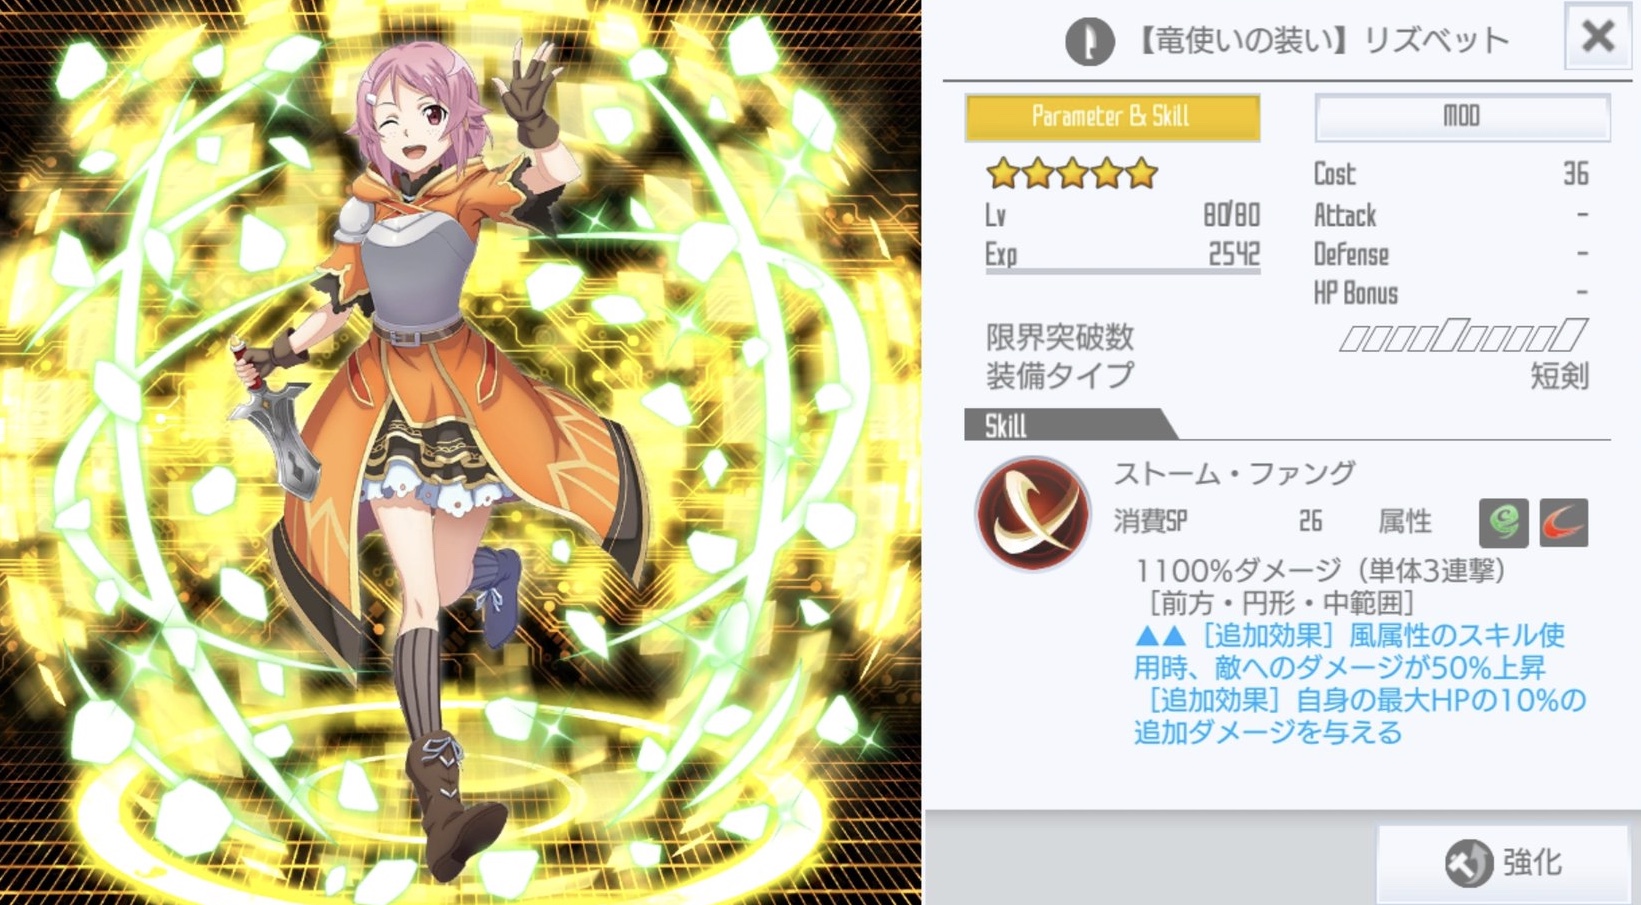 【竜使いの装い】リズベット
Parameter & Skill
MOD
Lv 80/80
Exp 2542
Cost 36
Attack -
Defense -
HP Bonus -
限界突破数
装備タイプ 短剣
Skill
ストーム・ファング
消費SP 26 属性
1100%ダメージ（単体3連撃）
［前方・円形・中範囲］
▲▲［追加効果］風属性のスキル使
用時、敵へのダメージが50%上昇
［追加効果］自身の最大HPの10%の
追加ダメージを与える
強化